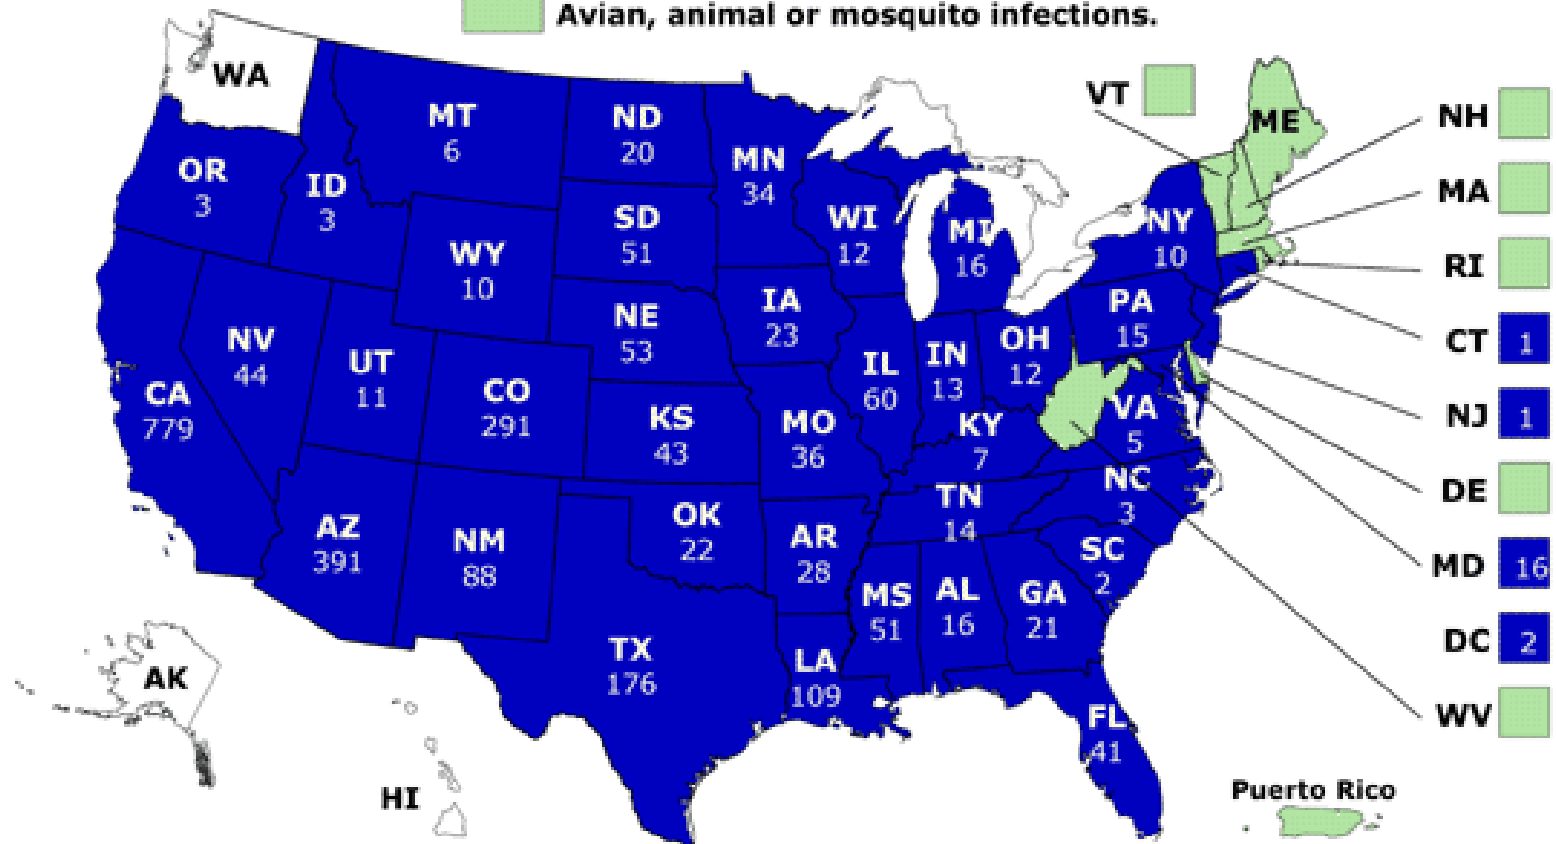 Avian, animal or mosquito infections.
WA
MT
6
ND
20
MN
34
VT
ME
NH
OR
3
ID
3
SD
51
WI
12
MI
16
NY
10
MA
WY
10
RI
NV
44
UT
11
NE
53
IA
23
PA
15
CT 1
CA
779
CO
291
KS
43
MO
36
IL
60
IN
13
OH
12
KY
7
VA
5
NJ 1
AZ
391
NM
88
OK
22
AR
28
TN
14
NC
3
DE
SC
2
MD 16
MS
51
AL
16
GA
21
DC 2
AK
TX
176
LA
109
FL
41
WV
HI
Puerto Rico